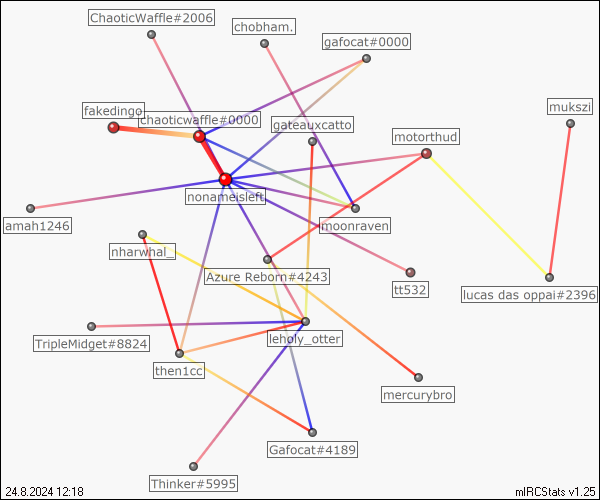 ChaoticWaffle#2006
chobham.
gafocat#0000
mukszi
fakedingo
chaoticwaffle#0000
gateauxcatto
motorthud
nonameisleft
amah1246
moonraven
nharwhal_
Azure Reborn#4243
tt532
lucas das oppai#2396
TripleMidget#8824
leholy_otter
then1cc
mercurybro
Gafocat#4189
Thinker#5995
24.8.2024 12:18
mIRCStats v1.25